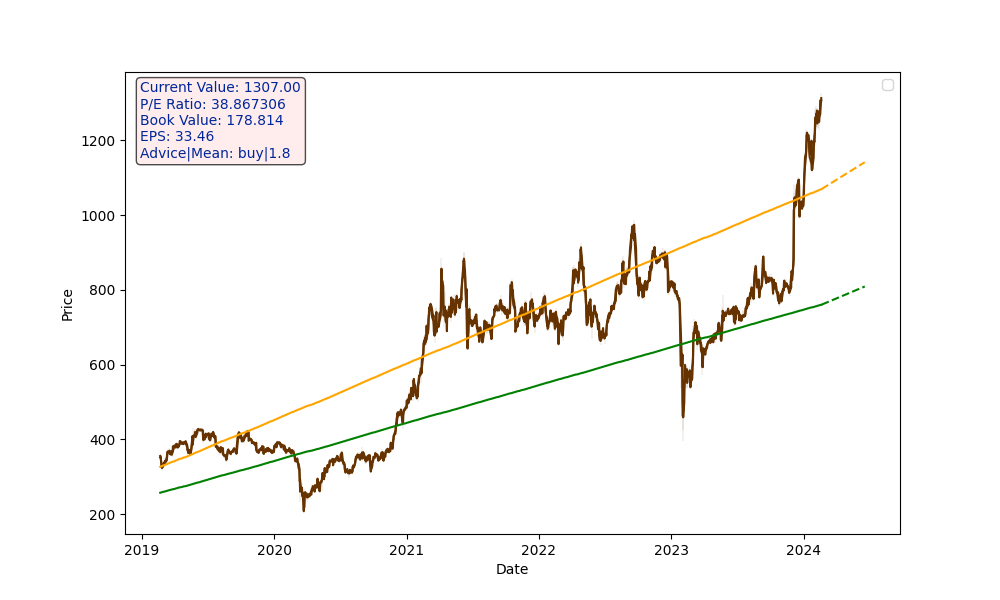 Current Value: 1307.00
P/E Ratio: 38.867306
Book Value: 178.814
EPS: 33.46
Advice|Mean: buy|1.8
1200
1000
800
600
400
200
Price
2019
2020
2021
2022
2023
2024
Date